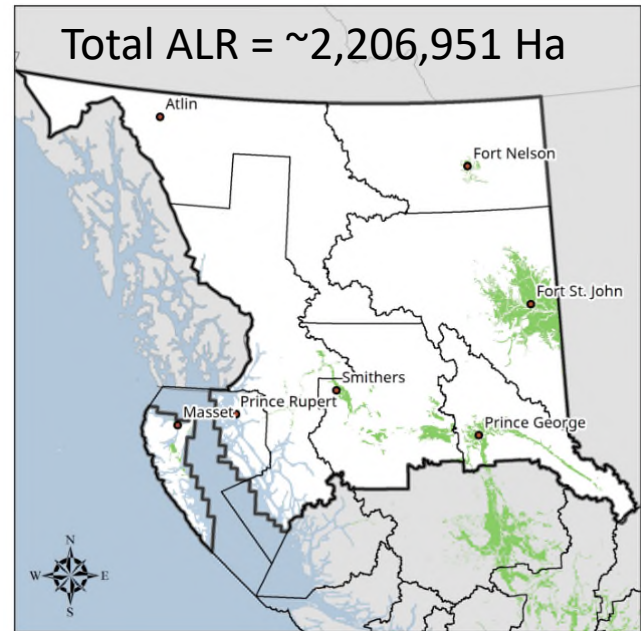 Total ALR = ~2,206,951 Ha
Atlin
Fort Nelson
Fort St. John
Smithers
Prince Rupert
Masset
Prince George
N
W E
S